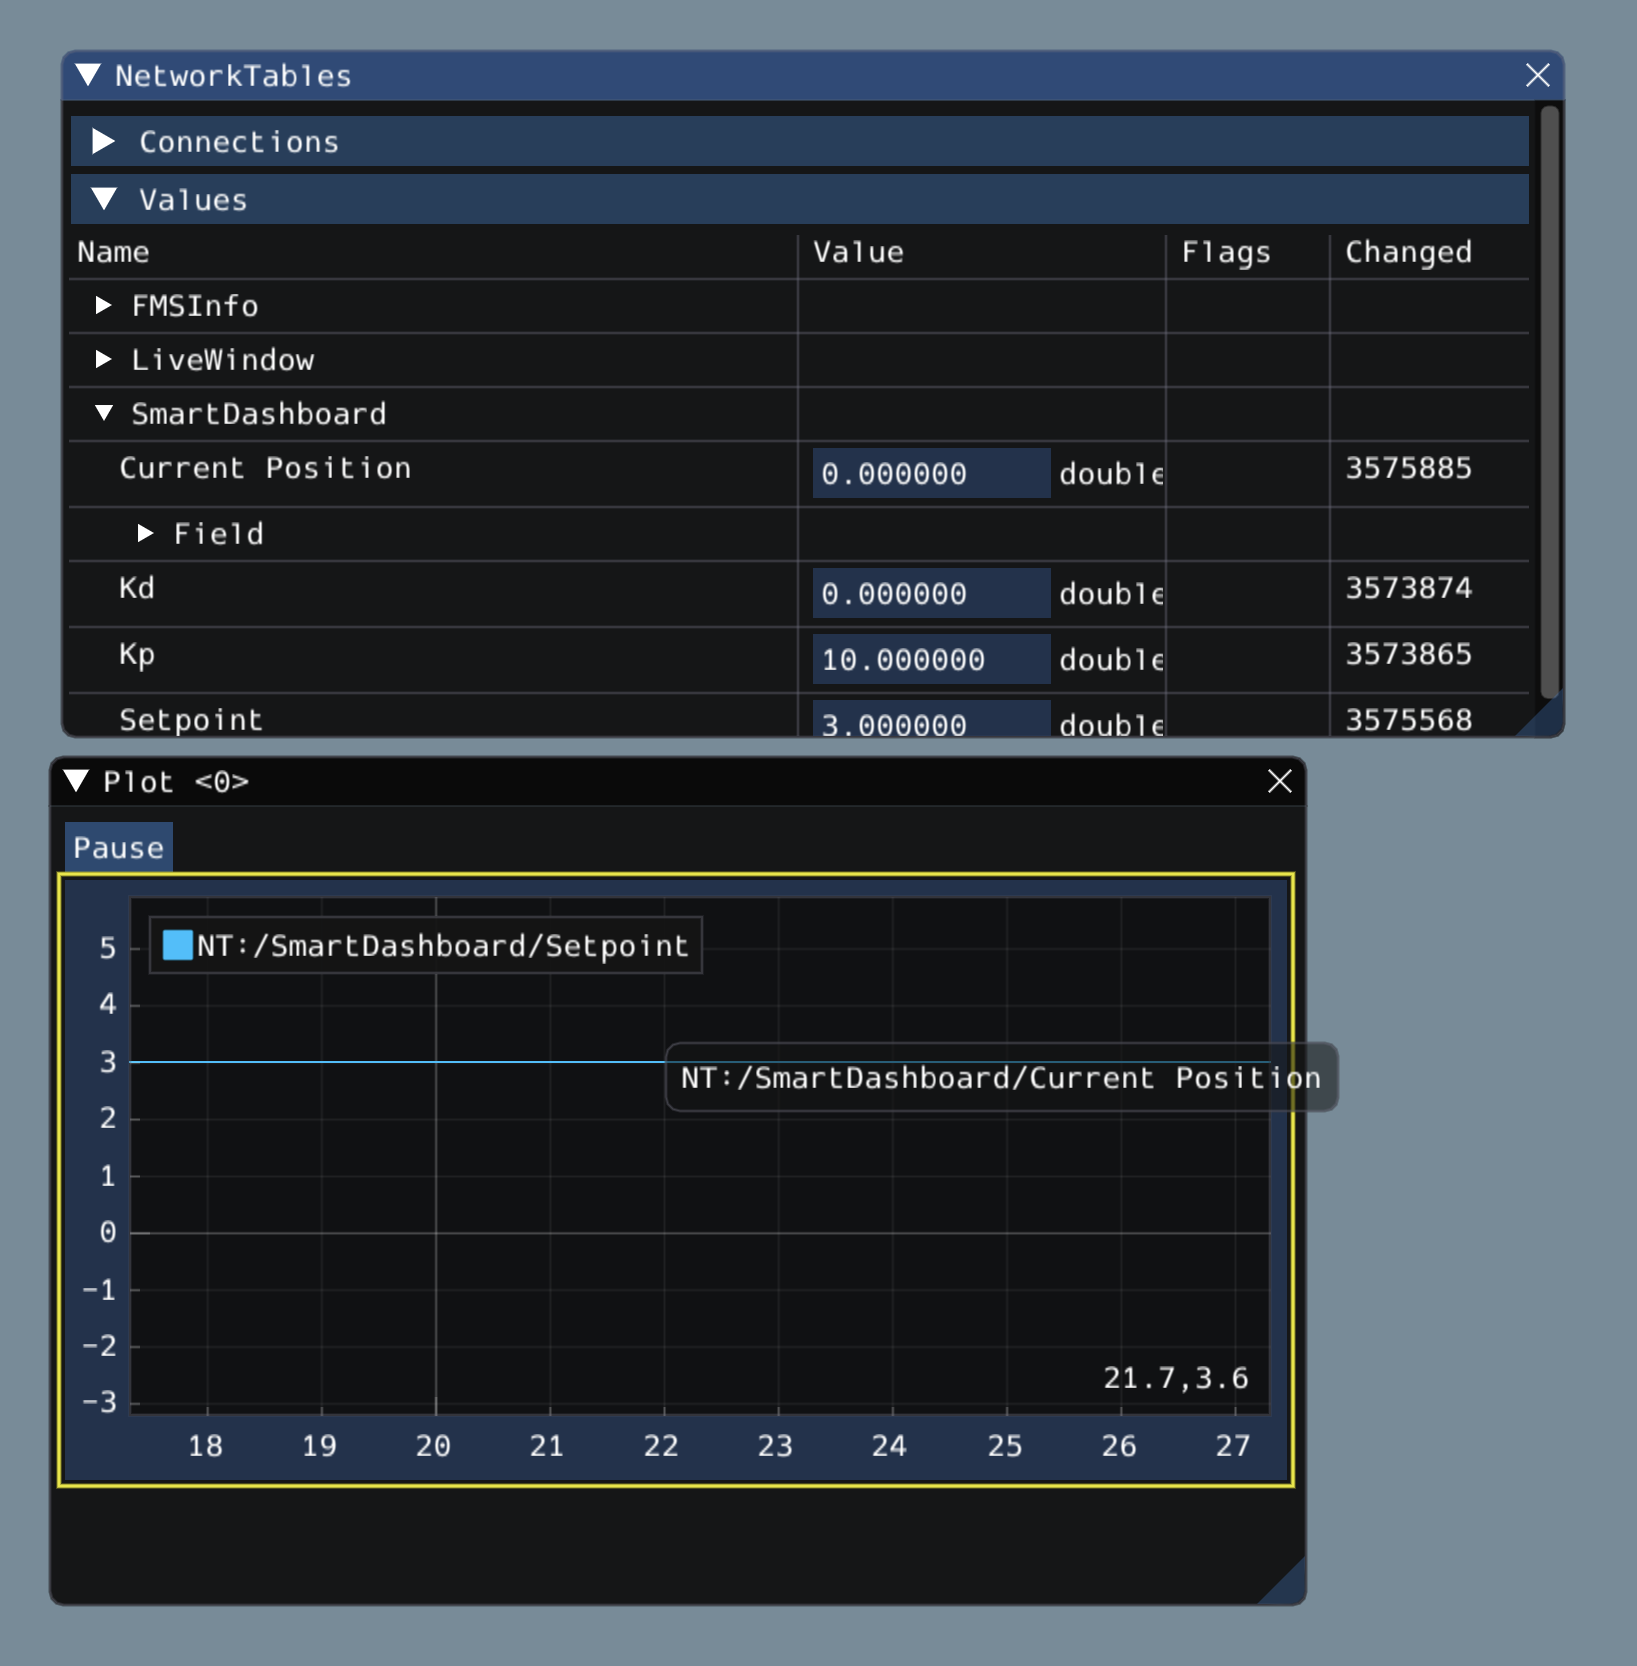 NetworkTables
Connections
Values
Name Value Flags Changed
FMSInfo
LiveWindow
SmartDashboard
Current Position 0.000000 double 3575885
Field
Kd 0.000000 double 3573874
Kp 10.000000 double 3573865
Setpoint 3.000000 double 3575568
Plot <0>
Pause
NT:/SmartDashboard/Setpoint
5
4
3
NT:/SmartDashboard/Current Position
2
1
0
−1
−2
21.7,3.6
−3
18 19 20 21 22 23 24 25 26 27